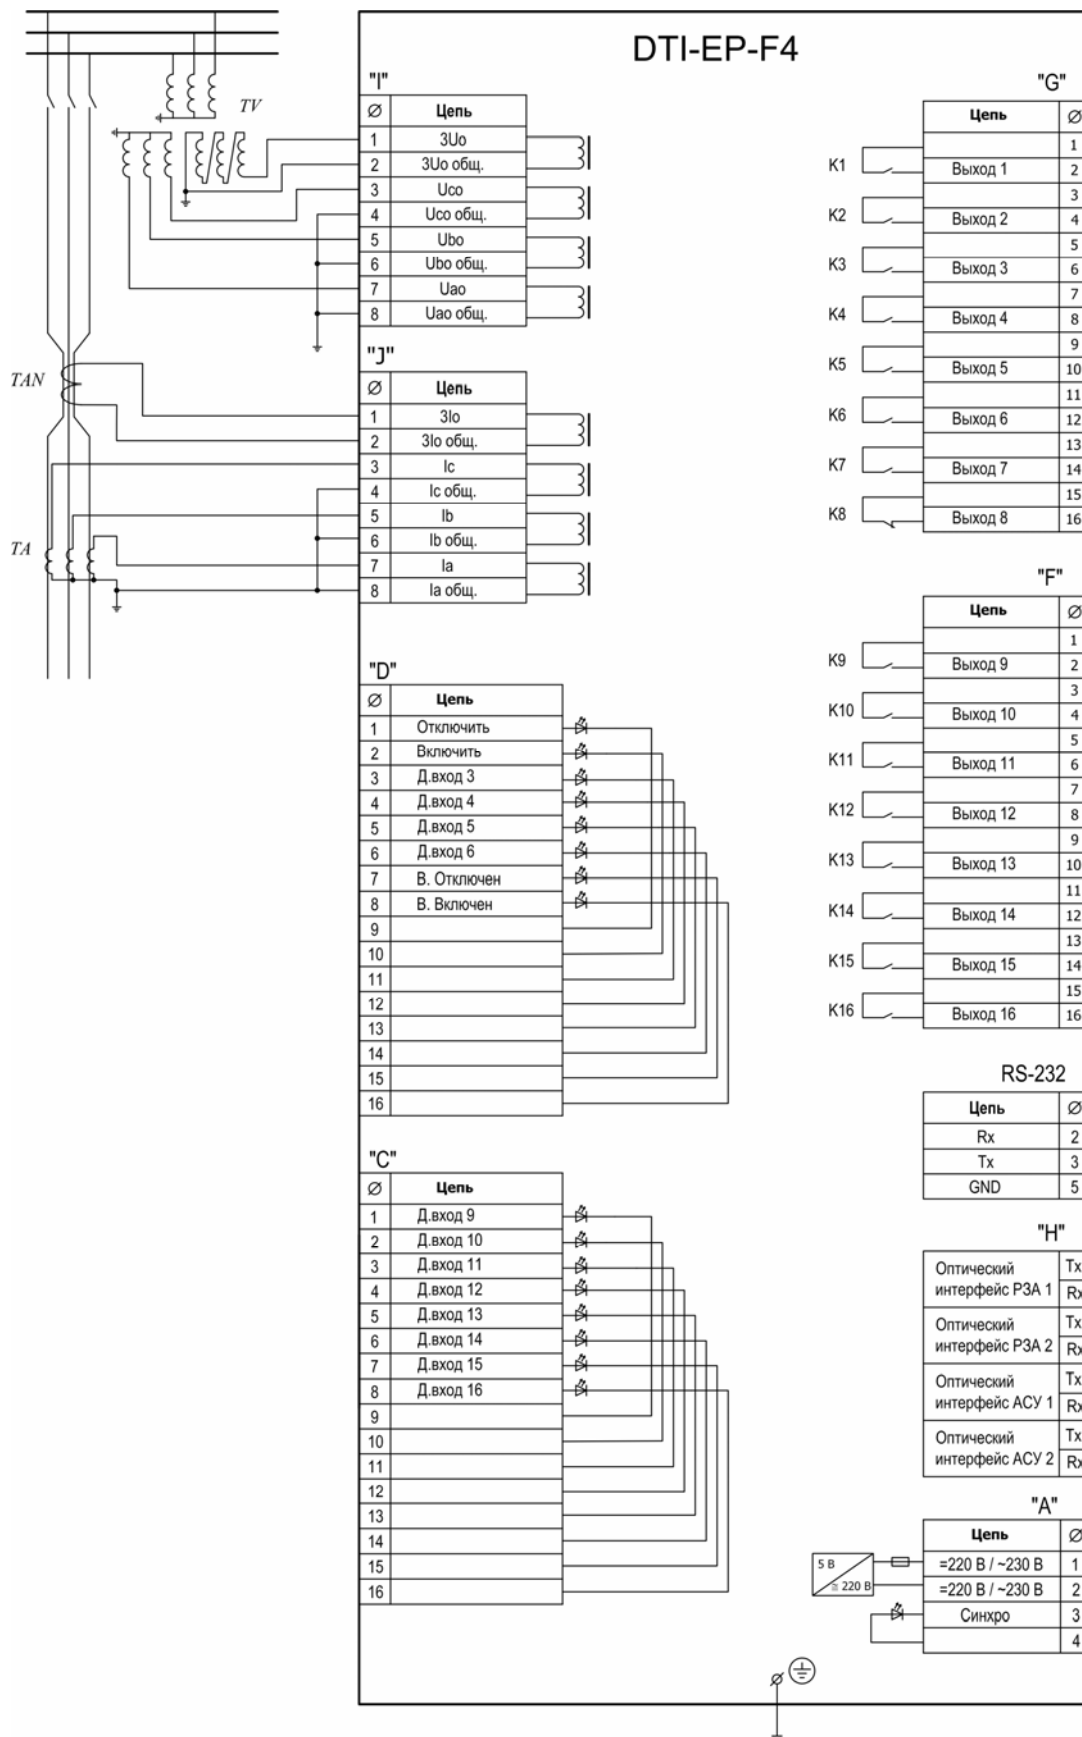 DTI-EP-F4
TV
TAN
TA
"I"
Ø Цепь
1 3Uo
2 3Uo общ.
3 Uco
4 Uco общ.
5 Ubo
6 Ubo общ.
7 Uao
8 Uao общ.
"J"
Ø Цепь
1 3Io
2 3Io общ.
3 Ic
4 Ic общ.
5 Ib
6 Ib общ.
7 Ia
8 Ia общ.
"D"
Ø Цепь
1 Отключить
2 Включить
3 Д.вход 3
4 Д.вход 4
5 Д.вход 5
6 Д.вход 6
7 В. Отключен
8 В. Включен
9
10
11
12
13
14
15
16
"C"
Ø Цепь
1 Д.вход 9
2 Д.вход 10
3 Д.вход 11
4 Д.вход 12
5 Д.вход 13
6 Д.вход 14
7 Д.вход 15
8 Д.вход 16
9
10
11
12
13
14
15
16
"G"
Цепь Ø
1
K1 Выход 1 2
3
K2 Выход 2 4
5
K3 Выход 3 6
7
K4 Выход 4 8
9
K5 Выход 5 10
11
K6 Выход 6 12
13
K7 Выход 7 14
15
K8 Выход 8 16
"F"
Цепь Ø
1
K9 Выход 9 2
3
K10 Выход 10 4
5
K11 Выход 11 6
7
K12 Выход 12 8
9
K13 Выход 13 10
11
K14 Выход 14 12
13
K15 Выход 15 14
15
K16 Выход 16 16
RS-232
Цепь Ø
Rx 2
Tx 3
GND 5
"H"
Оптический Tx
интерфейс РЗА 1 Rx
Оптический Tx
интерфейс РЗА 2 Rx
Оптический Tx
интерфейс АСУ 1 Rx
Оптический Tx
интерфейс АСУ 2 Rx
"A"
Цепь Ø
5 В =220 В / ~230 В 1
≅ 220 В =220 В / ~230 В 2
Синхро 3
4